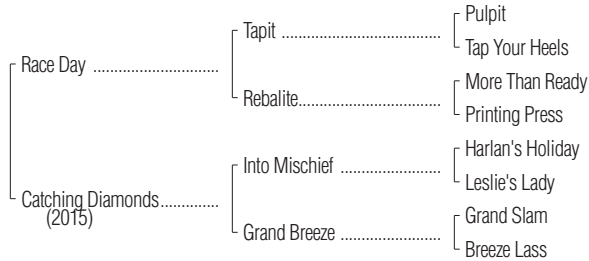 Pulpit
Tapit ..............................
Tap Your Heels
Race Day ........................
More Than Ready
Rebalite...........................
Printing Press
Harlan's Holiday
Into Mischief ...................
Leslie's Lady
Catching Diamonds...........
(2015)
Grand Slam
Grand Breeze ...................
Breeze Lass